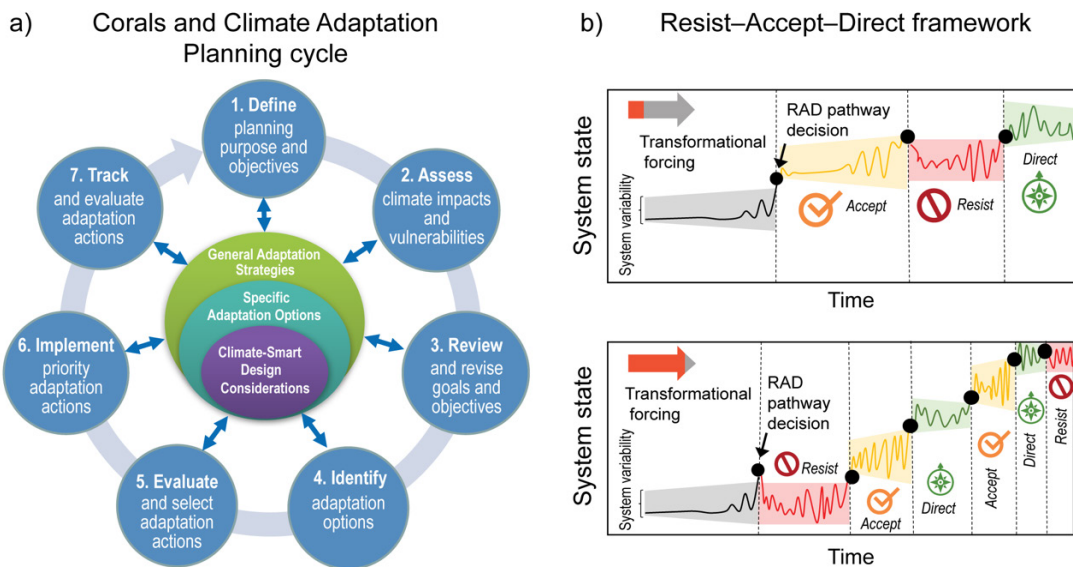 a)
Corals and Climate Adaptation
Planning cycle
1. Define
planning
purpose and
objectives
2. Assess
climate impacts
and
vulnerabilities
3. Review
and revise
goals and
objectives
4. Identify
adaptation
options
5. Evaluate
and select
adaptation
actions
6. Implement
priority
adaptation
actions
7. Track
and evaluate
adaptation
actions
General Adaptation
Strategies
Specific
Adaptation Options
Climate-Smart
Design
Considerations
b)
Resist–Accept–Direct framework
System state
System variability
Transformational
forcing
RAD pathway
decision
Accept
Resist
Direct
Time
System state
System variability
Transformational
forcing
RAD
pathway
decision
Resist
Accept
Direct
Accept
Direct
Resist
Time